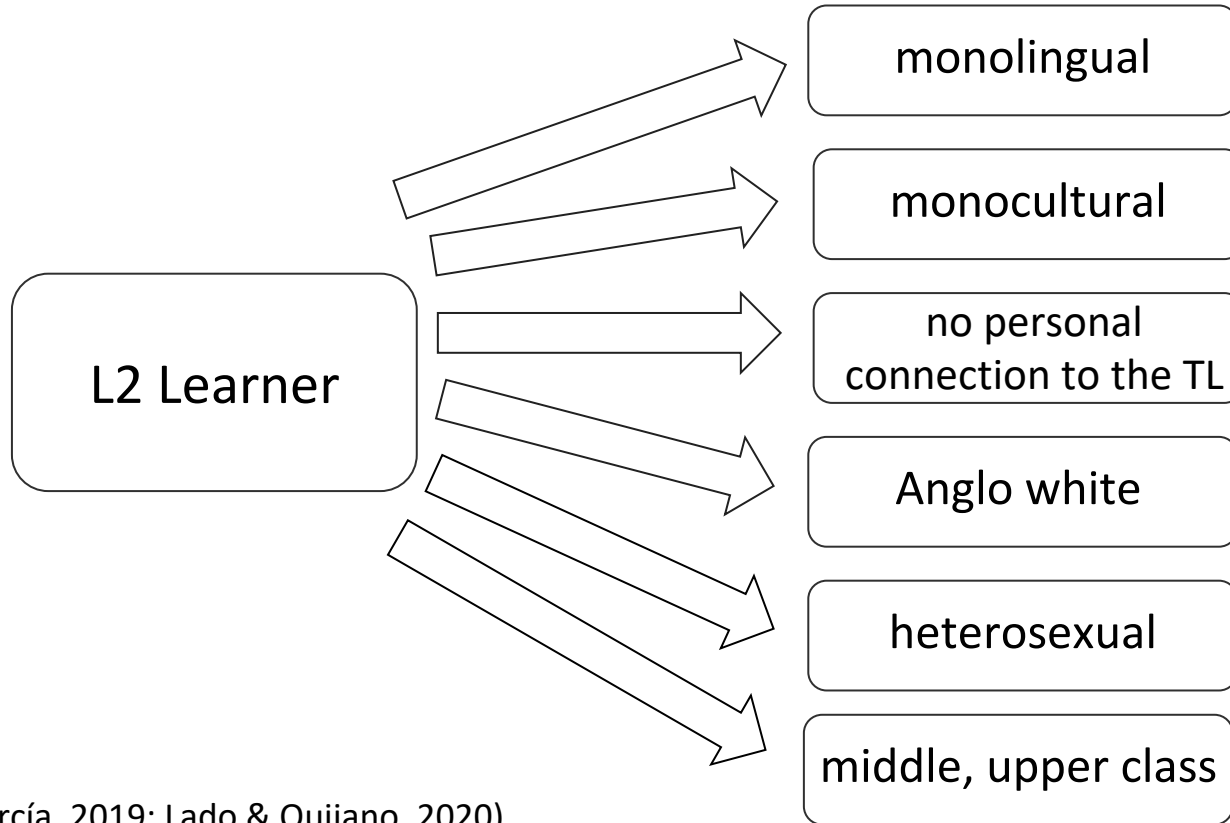 monolingual
monocultural
no personal
connection to the TL
L2 Learner
Anglo white
heterosexual
middle, upper class
2019; Lado & Quijano, 2020)